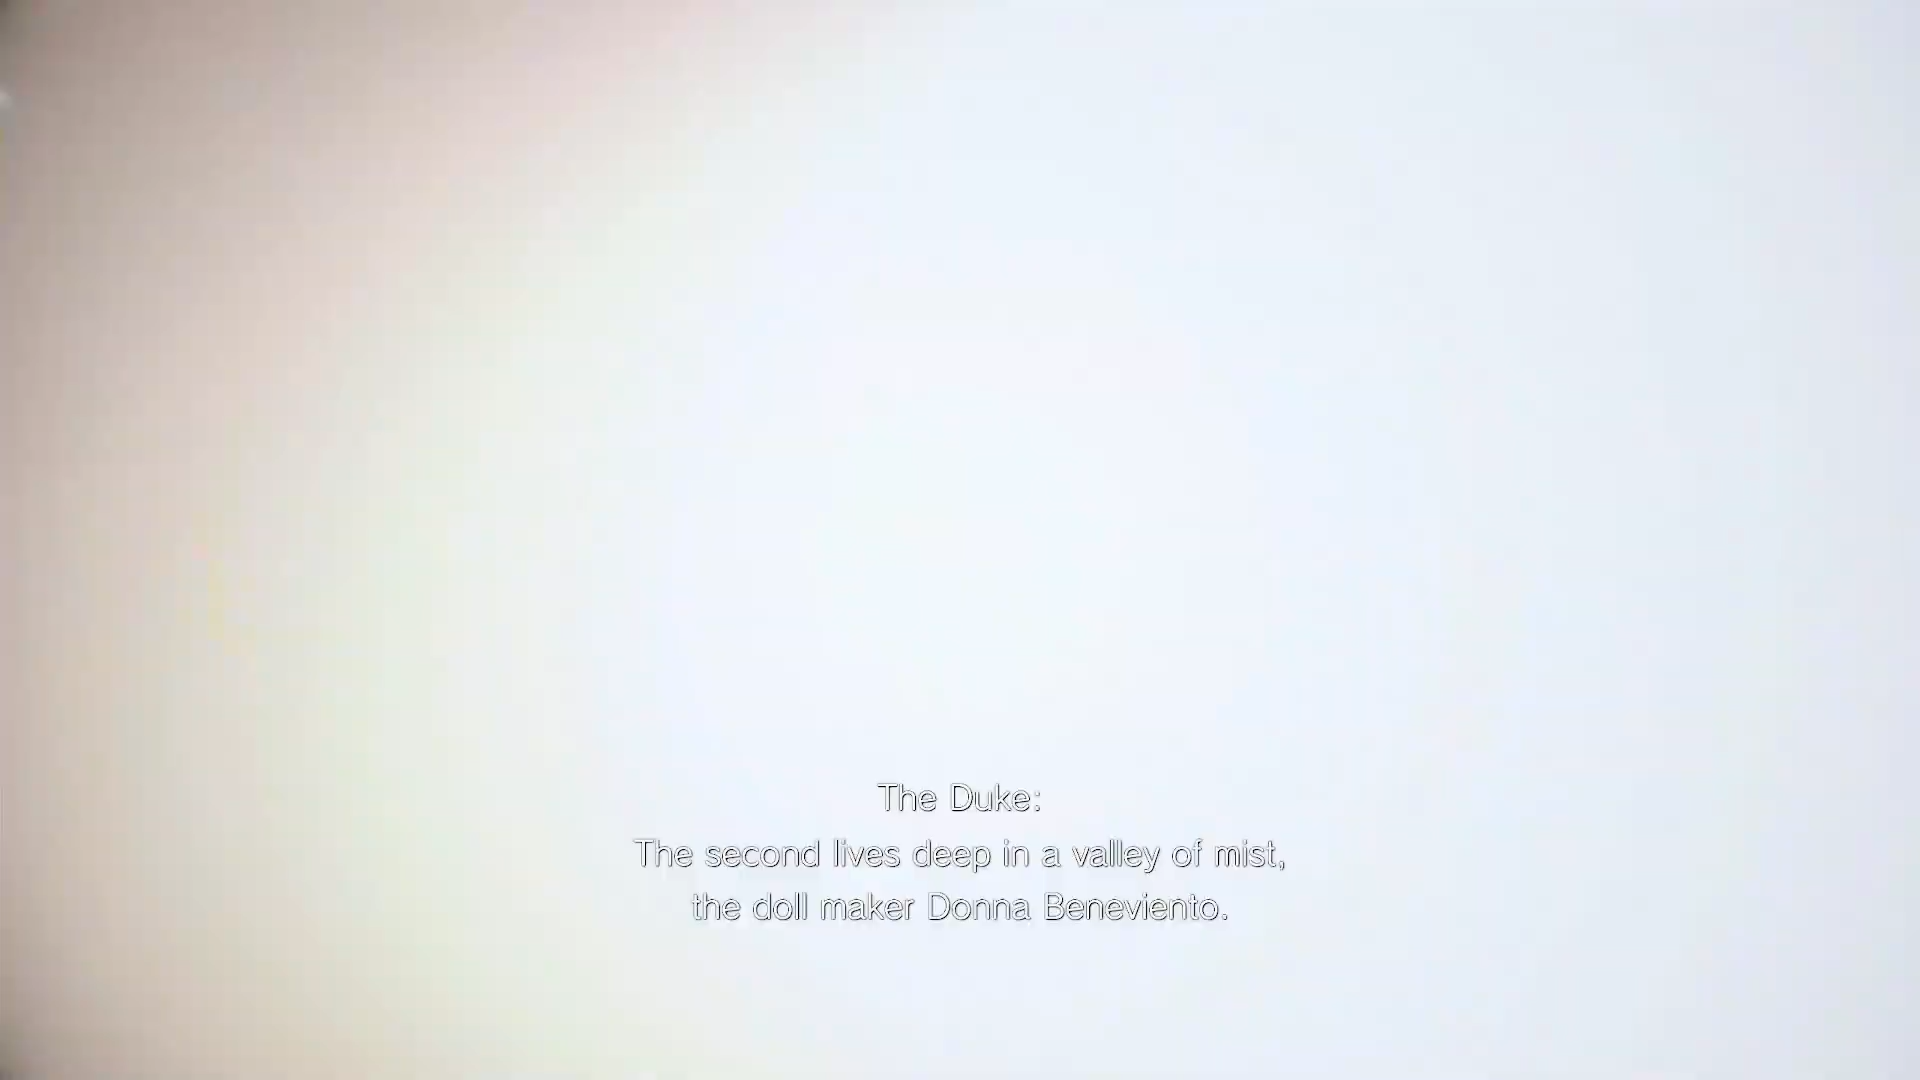 The Duke:
The second lives deep in a valley of mist,
the doll maker Donna Beneviento.